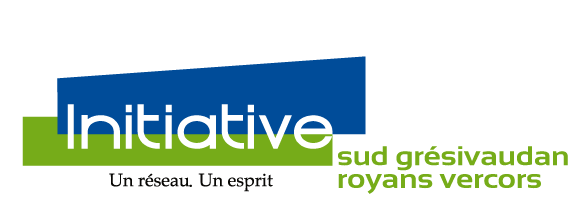 Initiative
sud grésivaudan
royans vercors
Un réseau. Un esprit